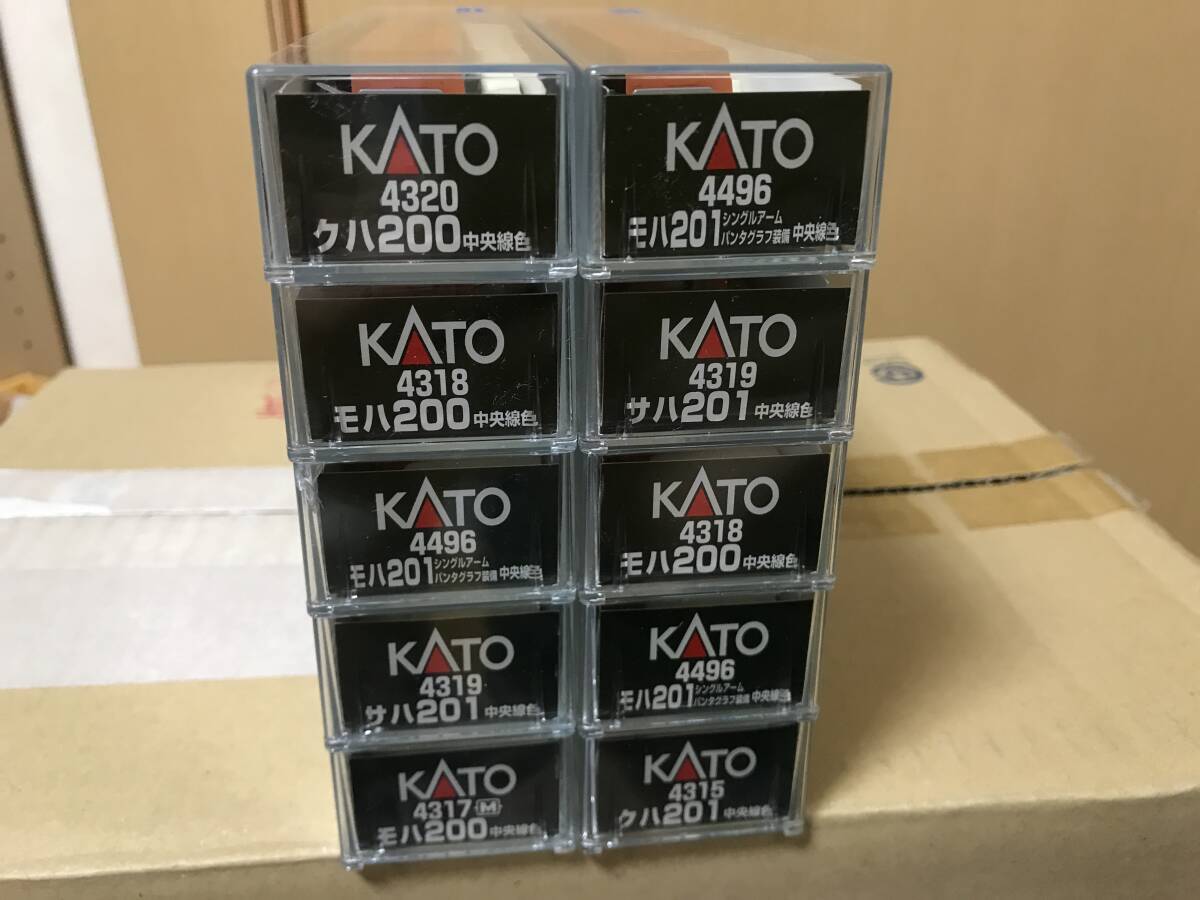 KATO
4320
クハ200中央線色
KATO
4318
モハ200中央線色
KATO
4496
モハ201シングルアームパンタグラフ装備中央線色
KATO
4319
サハ201中央線色
KATO
4317 M
モハ200中央線色
KATO
4496
モハ201シングルアームパンタグラフ装備中央線色
KATO
4319
サハ201中央線色
KATO
4318
モハ200中央線色
KATO
4496
モハ201シングルアームパンタグラフ装備中央線色
KATO
4315
クハ201中央線色